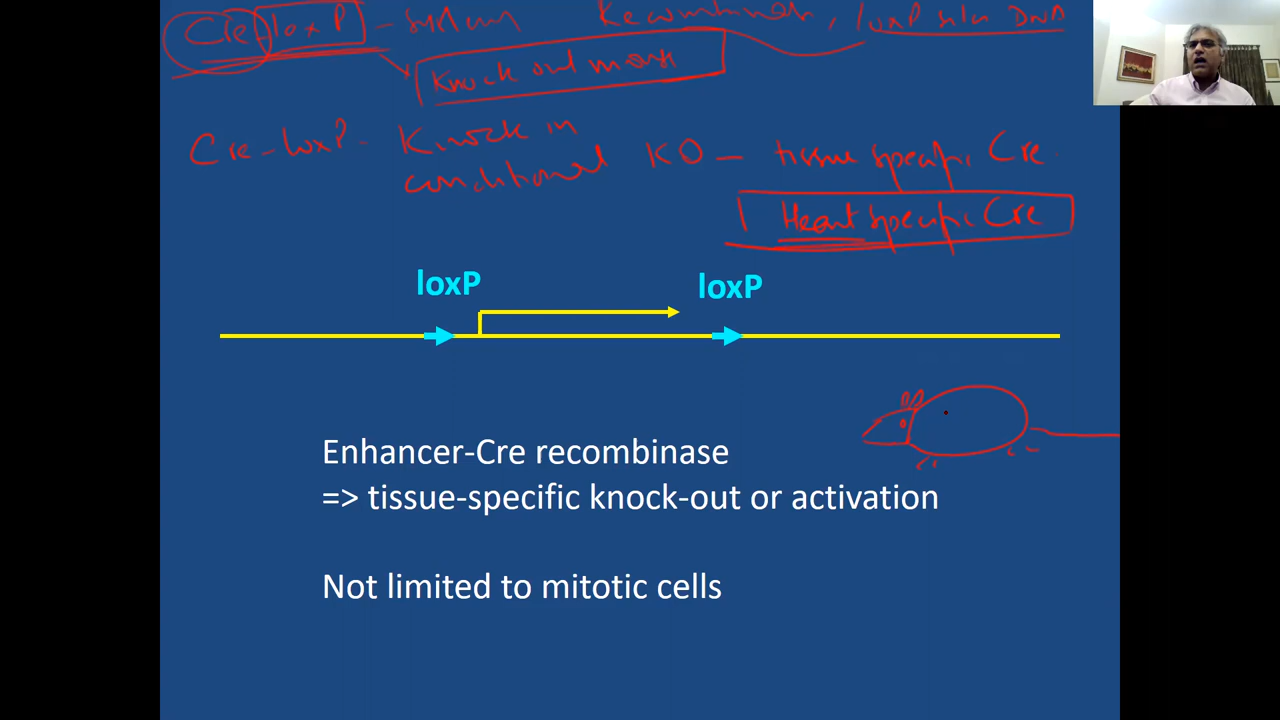 Cre-loxP - system Recombinase, loxP sites DNA
Knock out mouse
Cre-loxP - Knock in
conditional KO - tissue specific Cre.
Heart specific Cre
loxP loxP
Enhancer-Cre recombinase
=> tissue-specific knock-out or activation
Not limited to mitotic cells